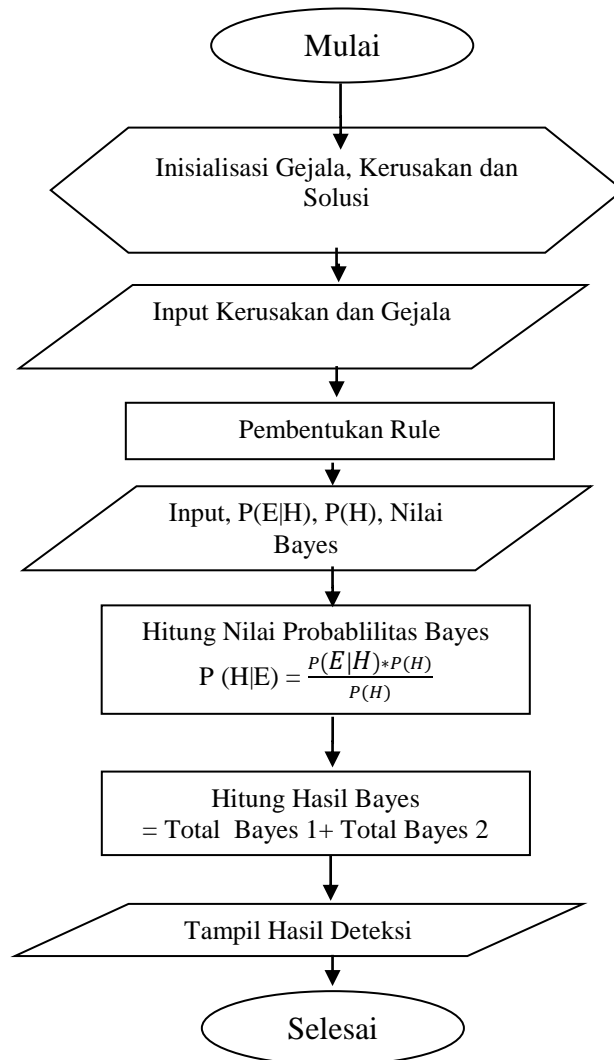 Mulai
Inisialisasi Gejala, Kerusakan dan
Solusi
Input Kerusakan dan Gejala
Pembentukan Rule
Input, P(E|H), P(H), Nilai
Bayes
Hitung Nilai Probablilitas Bayes
P (H|E) = P(E|H)*P(H) / P(H)
Hitung Hasil Bayes
= Total Bayes 1+ Total Bayes 2
Tampil Hasil Deteksi
Selesai